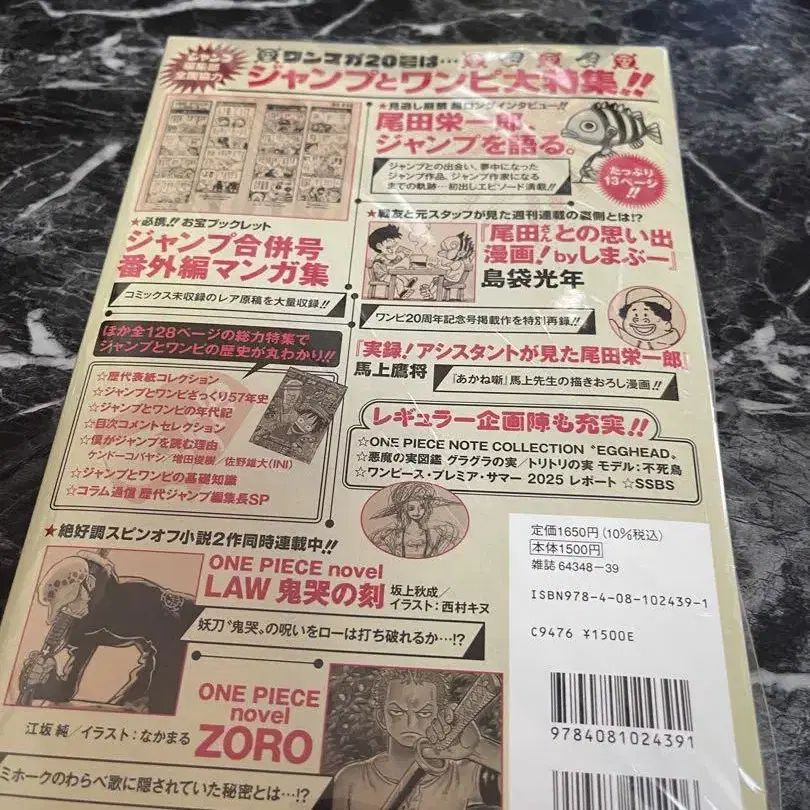 ワンマガ20号は…
ジャンプとワンピ大特集!!
全面協力
★見逃し厳禁 超ロングインタビュー!!
尾田栄一郎、
ジャンプを語る。
ジャンプとの出会い、夢中になった
ジャンプ作品、ジャンプ作家になる
までの軌跡…初出しエピソード満載!!
たっぷり
13ページ
!!
★必携!! お宝ブックレット
ジャンプ合併号
番外編マンガ集
コミックス未収録のレア原稿を大量収録!!
★戦友と元スタッフが見た週刊連載の裏側とは!?
『尾田さんとの思い出
漫画!byしまぶー』
島袋光年
ワンピ20周年記念号掲載作を特別再録!!
『実録!アシスタントが見た尾田栄一郎』
馬上鷹将
『あかね噺』馬上先生の描きおろし漫画!!
ほか全128ページの総力特集で
ジャンプとワンピの歴史が丸わかり!!
☆歴代表紙コレクション
☆ジャンプとワンピざっくり57年史
☆ジャンプとワンピの年代記
☆目次コメントセレクション
☆僕がジャンプを読む理由
ケンドーコバヤシ/増田俊樹/佐野雄大(INI)
☆ジャンプとワンピの基礎知識
☆コラム通信 歴代ジャンプ編集長SP
レギュラー企画陣も充実!!
☆ONE PIECE NOTE COLLECTION “EGGHEAD”
☆悪魔の実図鑑 グラグラの実/トリトリの実 モデル:不死鳥
☆ワンピース・プレミア・サマー 2025 レポート ☆SSBS
★絶好調スピンオフ小説2作同時連載中!!
ONE PIECE novel
LAW 鬼哭の刻
坂上秋成/
イラスト:西村キヌ
妖刀“鬼哭”の呪いをローは打ち破れるか…!?
ONE PIECE
novel
ZORO
江坂 純/イラスト:なかまる
ミホークのわらべ歌に隠されていた秘密とは…!?
定価1650円(10%税込)
本体1500円
雑誌 64348-39
ISBN978-4-08-102439-1
C9476 ¥1500E
9784081024391